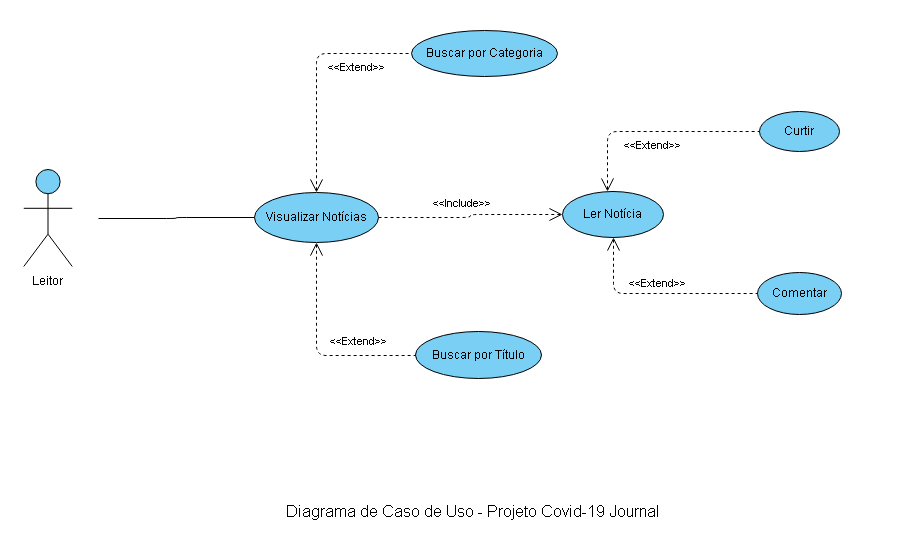 Buscar por Categoria
<<Extend>>
Curtir
<<Extend>>
<<Include>>
Visualizar Notícias
Ler Notícia
Leitor
<<Extend>>
Comentar
<<Extend>>
Buscar por Título
Diagrama de Caso de Uso - Projeto Covid-19 Journal